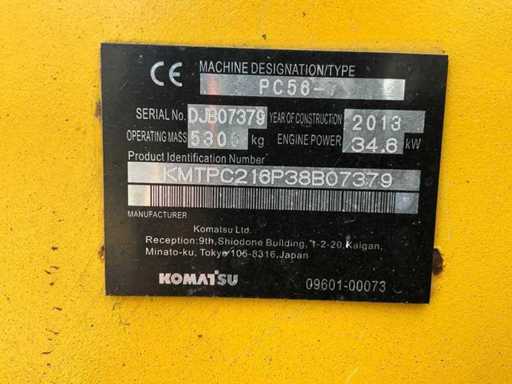 CE MACHINE DESIGNATION/TYPE
PC56-7
SERIAL No. DJB07379 YEAR OF CONSTRUCTION 2013
OPERATING MASS 5300 kg ENGINE POWER 34.6 kW
Product Identification Number
KMTPC216P38B07379
MANUFACTURER
Komatsu Ltd.
Reception:9th,Shiodone Building, 1-2-20,Kaigan,
Minato-ku, Tokyo 106-8316,Japan
KOMATSU 09601-00073